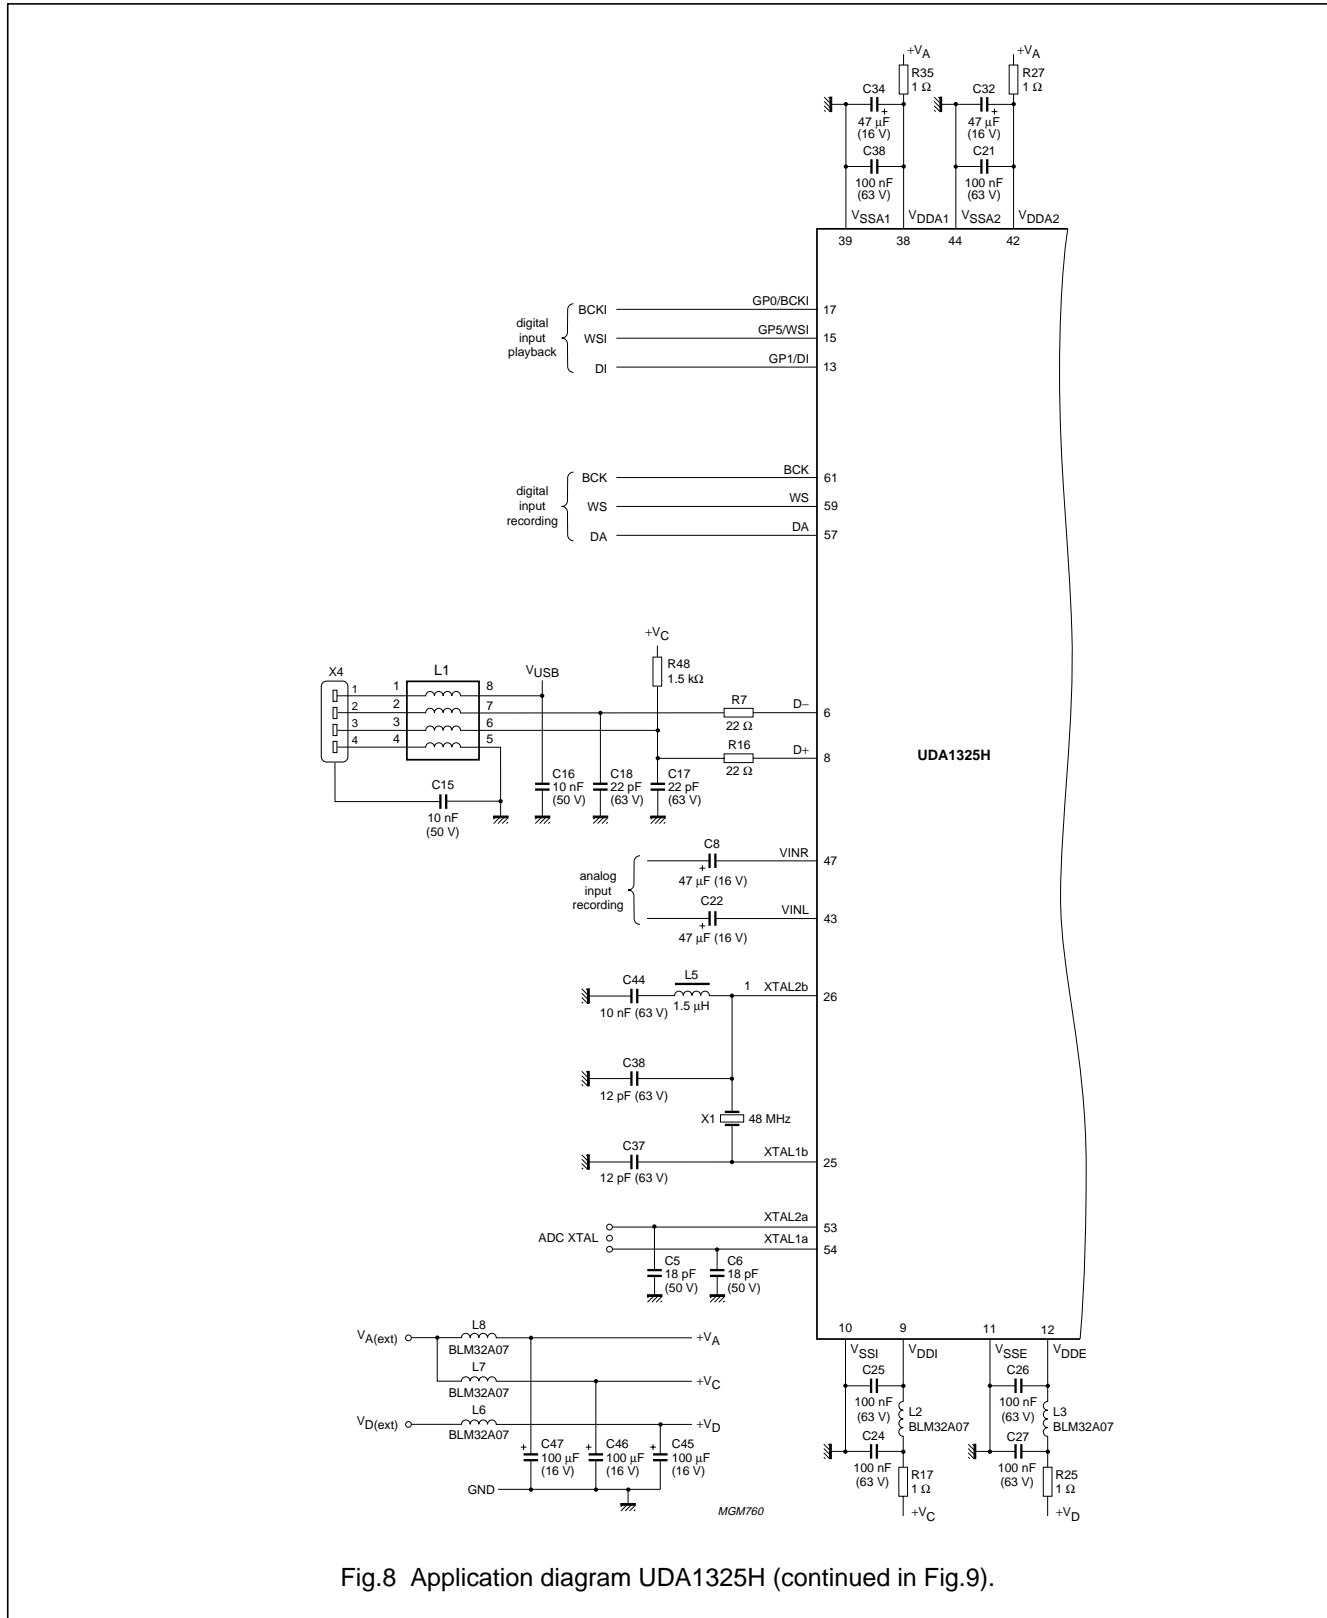 +VA
+VA
R35
1 Ω
R27
1 Ω
C34
47 µF
(16 V)
+
C32
47 µF
(16 V)
+
C38
100 nF
(63 V)
C21
100 nF
(63 V)
VSSA1
VDDA1
VSSA2
VDDA2
39
38
44
42
digital
input
playback
BCKI
GP0/BCKI
17
WSI
GP5/WSI
15
DI
GP1/DI
13
digital
input
recording
BCK
BCK
61
WS
WS
59
DA
DA
57
+VC
R48
1.5 kΩ
X4
L1
VUSB
1
1
8
2
2
7
3
3
6
4
4
5
R7
22 Ω
D−
6
R16
22 Ω
D+
8
UDA1325H
C15
10 nF
(50 V)
C16
10 nF
(50 V)
C18
22 pF
(63 V)
C17
22 pF
(63 V)
analog
input
recording
C8
+
47 µF (16 V)
VINR
47
C22
+
47 µF (16 V)
VINL
43
C44
10 nF (63 V)
L5
1.5 µH
1
XTAL2b
26
C38
12 pF (63 V)
X1
48 MHz
C37
12 pF (63 V)
XTAL1b
25
ADC XTAL
XTAL2a
53
XTAL1a
54
C5
18 pF
(50 V)
C6
18 pF
(50 V)
VA(ext)
L8
BLM32A07
+VA
L7
BLM32A07
+VC
VD(ext)
L6
BLM32A07
+VD
+
C47
100 µF
(16 V)
+
C46
100 µF
(16 V)
+
C45
100 µF
(16 V)
GND
10
9
11
12
VSSI
VDDI
VSSE
VDDE
C25
100 nF
(63 V)
L2
BLM32A07
C24
100 nF
(63 V)
R17
1 Ω
+VC
C26
100 nF
(63 V)
L3
BLM32A07
C27
100 nF
(63 V)
R25
1 Ω
+VD
MGM760
Fig.8 Application diagram UDA1325H (continued in Fig.9).